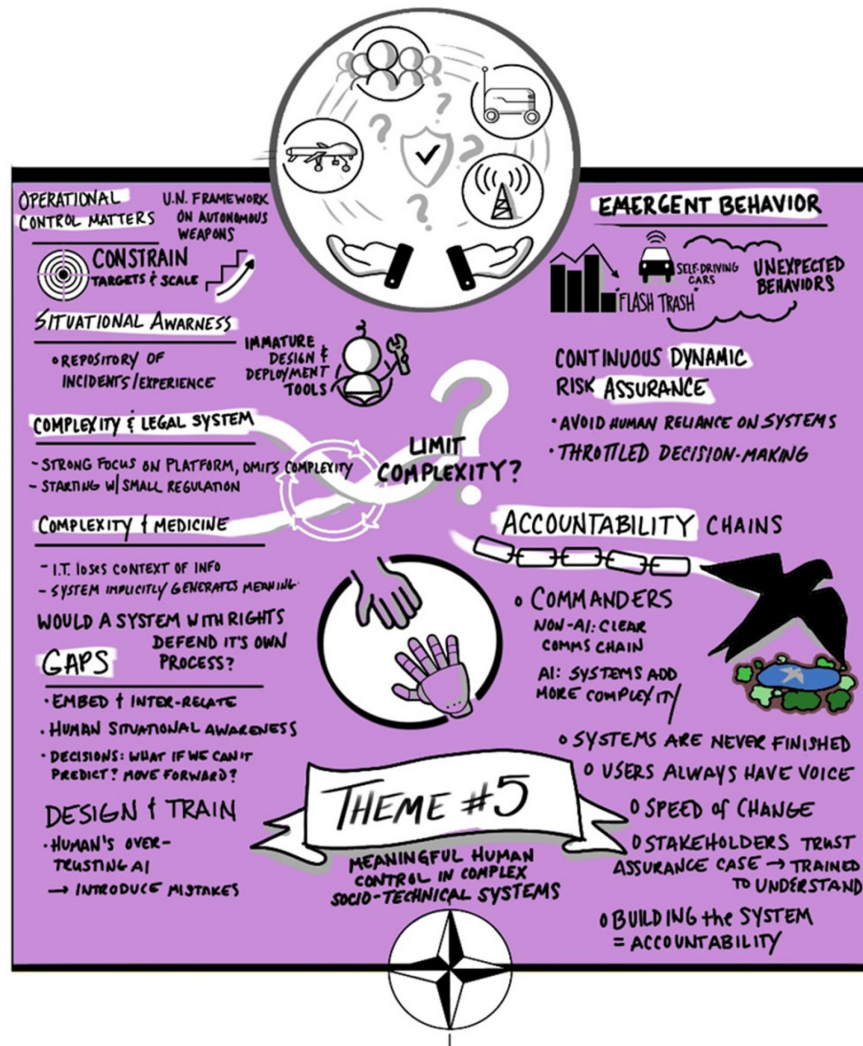 OPERATIONAL
CONTROL MATTERS
U.N. FRAMEWORK
ON AUTONOMOUS
WEAPONS
CONSTRAIN
TARGETS & SCALE
SITUATIONAL AWARNESS
REPOSITORY OF
INCIDENTS/EXPERIENCE
IMMATURE
DESIGN &
DEPLOYMENT
TOOLS
COMPLEXITY & LEGAL SYSTEM
- STRONG FOCUS ON PLATFORM, OMITS COMPLEXITY
- STARTING W/ SMALL REGULATION
LIMIT
COMPLEXITY?
COMPLEXITY & MEDICINE
- I.T. LOSES CONTEXT OF INFO
- SYSTEM IMPLICITLY GENERATES MEANING
WOULD A SYSTEM WITH RIGHTS
DEFEND IT'S OWN
PROCESS?
GAPS
• EMBED & INTER-RELATE
• HUMAN SITUATIONAL AWARENESS
• DECISIONS: WHAT IF WE CAN'T
PREDICT? MOVE FORWARD?
DESIGN & TRAIN
• HUMAN'S OVER-
TRUSTING AI
→ INTRODUCE MISTAKES
THEME #5
MEANINGFUL HUMAN
CONTROL IN COMPLEX
SOCIO-TECHNICAL SYSTEMS
EMERGENT BEHAVIOR
"FLASH TRASH"
SELF-DRIVING
CARS
UNEXPECTED
BEHAVIORS
CONTINUOUS DYNAMIC
RISK ASSURANCE
• AVOID HUMAN RELIANCE ON SYSTEMS
• THROTTLED DECISION-MAKING
ACCOUNTABILITY CHAINS
COMMANDERS
NON-AI: CLEAR
COMMS CHAIN
AI: SYSTEMS ADD
MORE COMPLEXITY
SYSTEMS ARE NEVER FINISHED
USERS ALWAYS HAVE VOICE
SPEED of CHANGE
STAKEHOLDERS TRUST
ASSURANCE CASE → TRAINED
TO UNDERSTAND
BUILDING the SYSTEM
= ACCOUNTABILITY